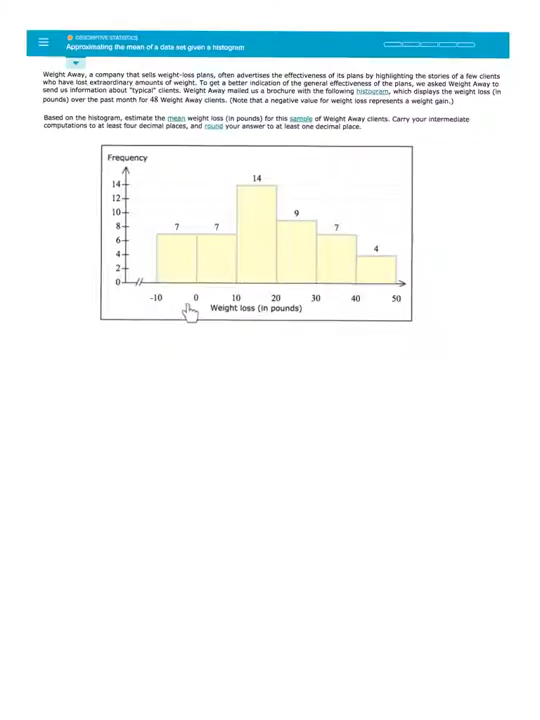 DESCRIPTIVE STATISTICS
Approximating the mean of a data set given a histogram
Weight Away, a company that sells weight-loss plans, often advertises the effectiveness of its plans by highlighting the stories of a few clients
who have lost extraordinary amounts of weight. To get a better indication of the general effectiveness of the plans, we asked Weight Away to
send us information about "typical" clients. Weight Away mailed us a brochure with the following histogram, which displays the weight loss (in
pounds) over the past month for 48 Weight Away clients. (Note that a negative value for weight loss represents a weight gain.)
Based on the histogram, estimate the mean weight loss (in pounds) for this sample of Weight Away clients. Carry your intermediate
computations to at least four decimal places, and round your answer to at least one decimal place.
Frequency
14
14
12
10
9
8
7 7 7
6
4
4
2
0
-10 0 10 20 30 40 50
Weight loss (in pounds)